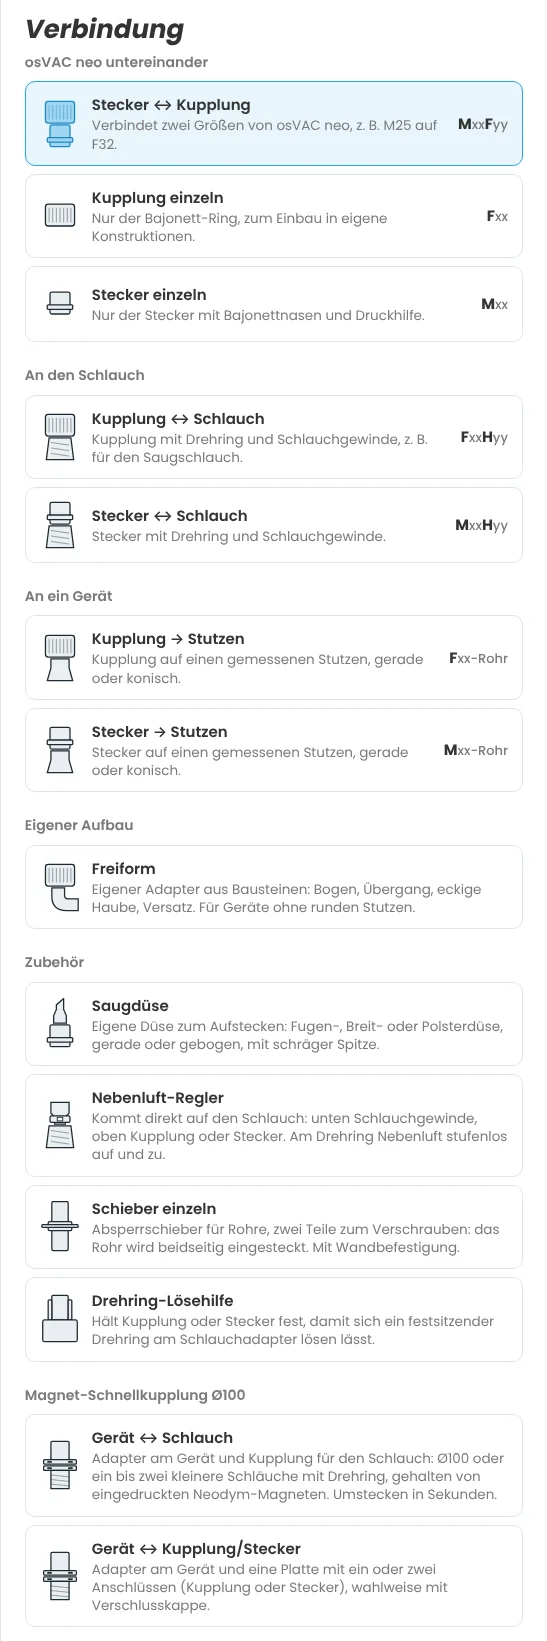 Verbindung
osVAC neo untereinander
Stecker ↔ Kupplung
Verbindet zwei Größen von osVAC neo, z. B. M25 auf
F32.
MxxFyy
Kupplung einzeln
Nur der Bajonett-Ring, zum Einbau in eigene
Konstruktionen.
Fxx
Stecker einzeln
Nur der Stecker mit Bajonettnasen und Druckhilfe.
Mxx
An den Schlauch
Kupplung ↔ Schlauch
Kupplung mit Drehring und Schlauchgewinde, z. B.
für den Saugschlauch.
FxxHyy
Stecker ↔ Schlauch
Stecker mit Drehring und Schlauchgewinde.
MxxHyy
An ein Gerät
Kupplung → Stutzen
Kupplung auf einen gemessenen Stutzen, gerade
oder konisch.
Fxx-Rohr
Stecker → Stutzen
Stecker auf einen gemessenen Stutzen, gerade
oder konisch.
Mxx-Rohr
Eigener Aufbau
Freiform
Eigener Adapter aus Bausteinen: Bogen, Übergang, eckige
Haube, Versatz. Für Geräte ohne runden Stutzen.
Zubehör
Saugdüse
Eigene Düse zum Aufstecken: Fugen-, Breit- oder Polsterdüse,
gerade oder gebogen, mit schräger Spitze.
Nebenluft-Regler
Kommt direkt auf den Schlauch: unten Schlauchgewinde,
oben Kupplung oder Stecker. Am Drehring Nebenluft stufenlos
auf und zu.
Schieber einzeln
Absperrschieber für Rohre, zwei Teile zum Verschrauben: das
Rohr wird beidseitig eingesteckt. Mit Wandbefestigung.
Drehring-Lösehilfe
Hält Kupplung oder Stecker fest, damit sich ein festsitzender
Drehring am Schlauchadapter lösen lässt.
Magnet-Schnellkupplung Ø100
Gerät ↔ Schlauch
Adapter am Gerät und Kupplung für den Schlauch: Ø100 oder
ein bis zwei kleinere Schläuche mit Drehring, gehalten von
eingedruckten Neodym-Magneten. Umstecken in Sekunden.
Gerät ↔ Kupplung/Stecker
Adapter am Gerät und eine Platte mit ein oder zwei
Anschlüssen (Kupplung oder Stecker), wahlweise mit
Verschlusskappe.